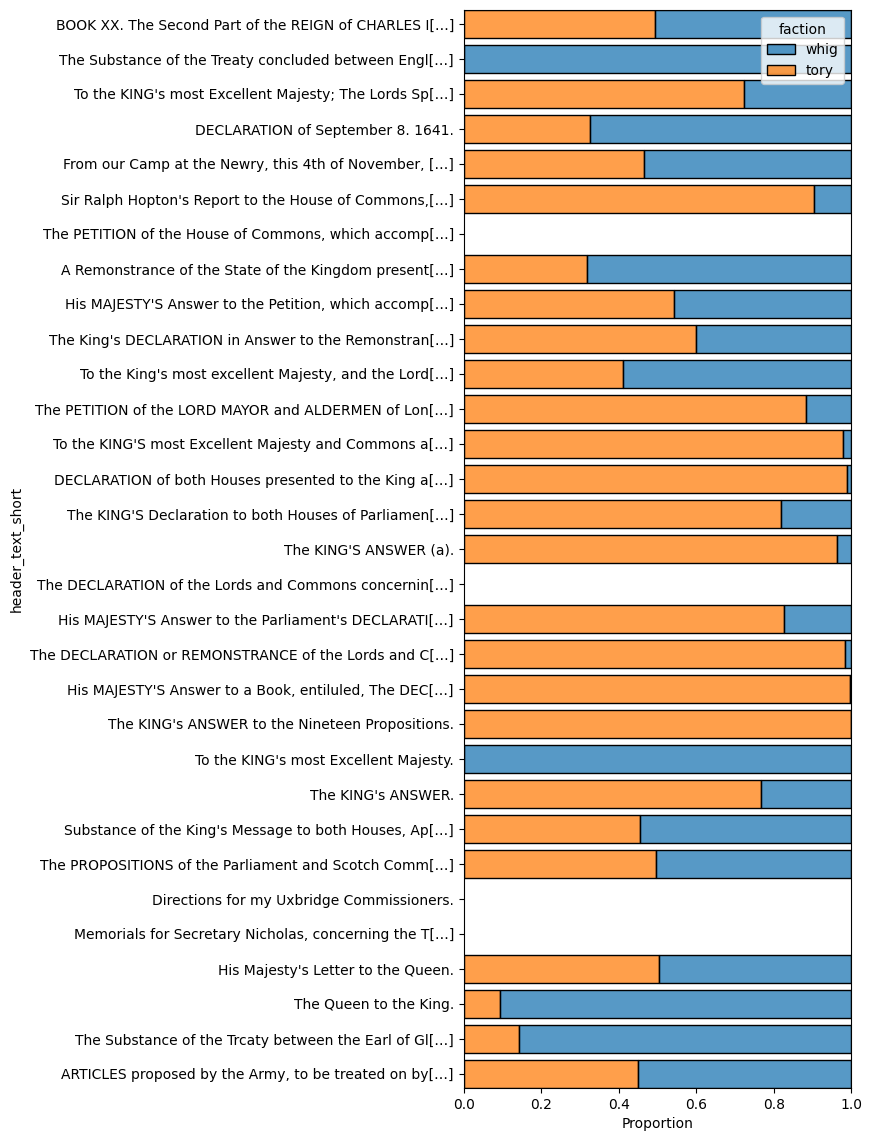 BOOK XX. The Second Part of the REIGN of CHARLES I[...]
The Substance of the Treaty concluded between Engl[...]
To the KING's most Excellent Majesty; The Lords Sp[...]
DECLARATION of September 8. 1641.
From our Camp at the Newry, this 4th of November, [...]
Sir Ralph Hopton's Report to the House of Commons,[...]
The PETITION of the House of Commons, which accomp[...]
A Remonstrance of the State of the Kingdom present[...]
His MAJESTY'S Answer to the Petition, which accomp[...]
The King's DECLARATION in Answer to the Remonstran[...]
To the King's most excellent Majesty, and the Lord[...]
The PETITION of the LORD MAYOR and ALDERMEN of Lon[...]
To the KING'S most Excellent Majesty and Commons a[...]
DECLARATION of both Houses presented to the King a[...]
The KING'S Declaration to both Houses of Parliamen[...]
The KING'S ANSWER (a).
The DECLARATION of the Lords and Commons concernin[...]
His MAJESTY'S Answer to the Parliament's DECLARATI[...]
The DECLARATION or REMONSTRANCE of the Lords and C[...]
His MAJESTY'S Answer to a Book, entiluled, The DEC[...]
The KING's ANSWER to the Nineteen Propositions.
To the KING's most Excellent Majesty.
The KING's ANSWER.
Substance of the King's Message to both Houses, Ap[...]
The PROPOSITIONS of the Parliament and Scotch Comm[...]
Directions for my Uxbridge Commissioners.
Memorials for Secretary Nicholas, concerning the T[...]
His Majesty's Letter to the Queen.
The Queen to the King.
The Substance of the Trcaty between the Earl of Gl[...]
ARTICLES proposed by the Army, to be treated on by[...]
header_text_short
faction
whig
tory
0.0 0.2 0.4 0.6 0.8 1.0
Proportion